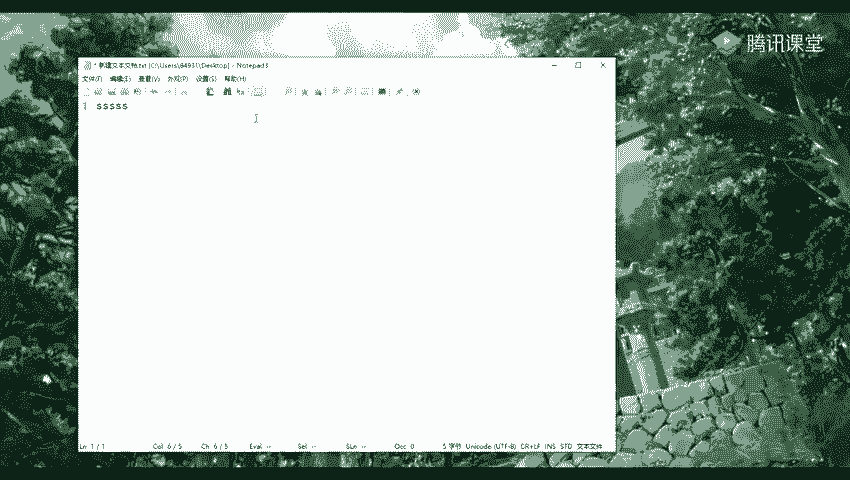 腾讯课堂
* 新建文本文档.txt [C:\Users\84931\Desktop] - Notepad3
文件(F) 编辑(E) 查看(V) 外观(P) 设置(S) 帮助(H)
1 sssss
Ln 1 / 1 Col 6 / 5 Ch 6 / 5 Eval -- Sel -- SLn -- Occ 0 5 字节 Unicode (UTF-8) CR+LF INS STD 文本文件